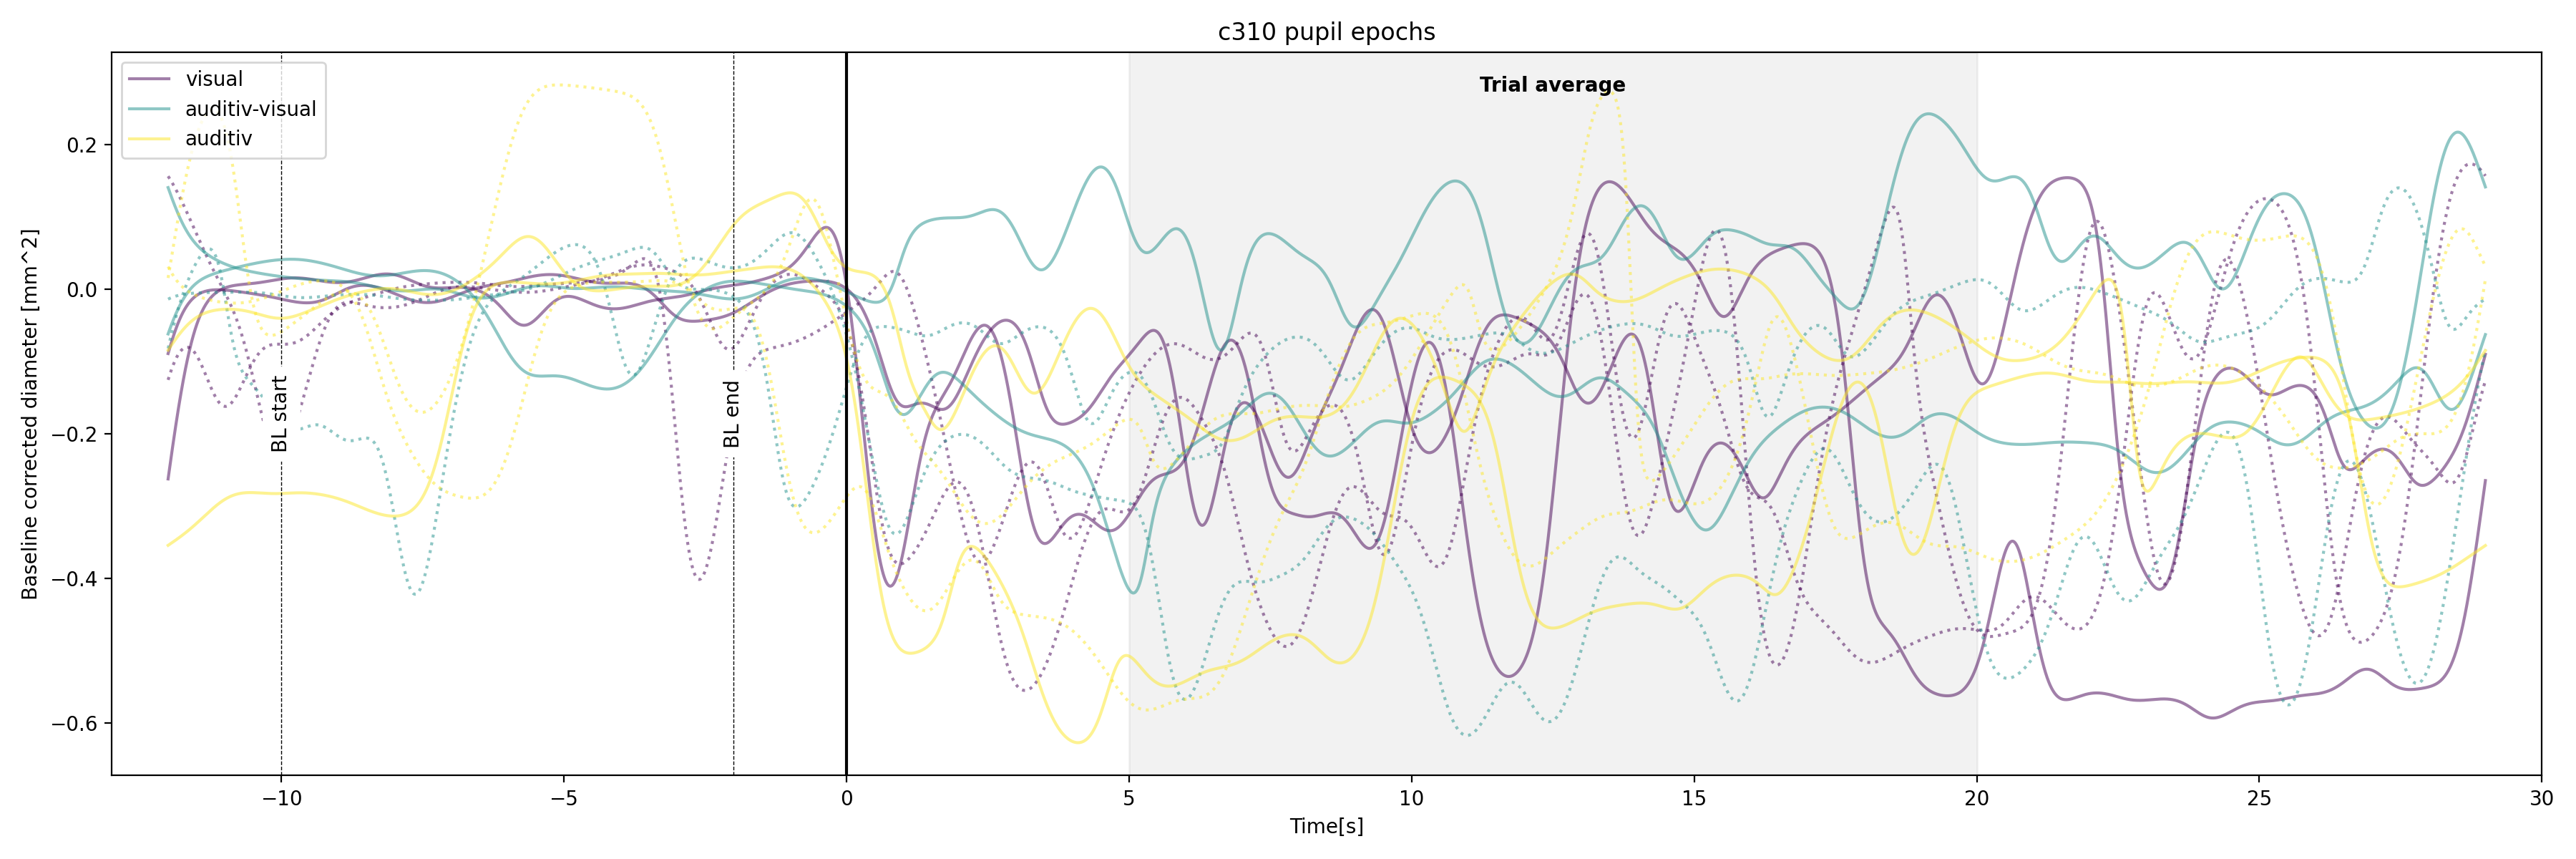 c310 pupil epochs
visual
auditiv-visual
auditiv
Trial average
BL start
BL end
Baseline corrected diameter [mm^2]
0.2
0.0
−0.2
−0.4
−0.6
−10
−5
0
5
10
15
20
25
30
Time[s]